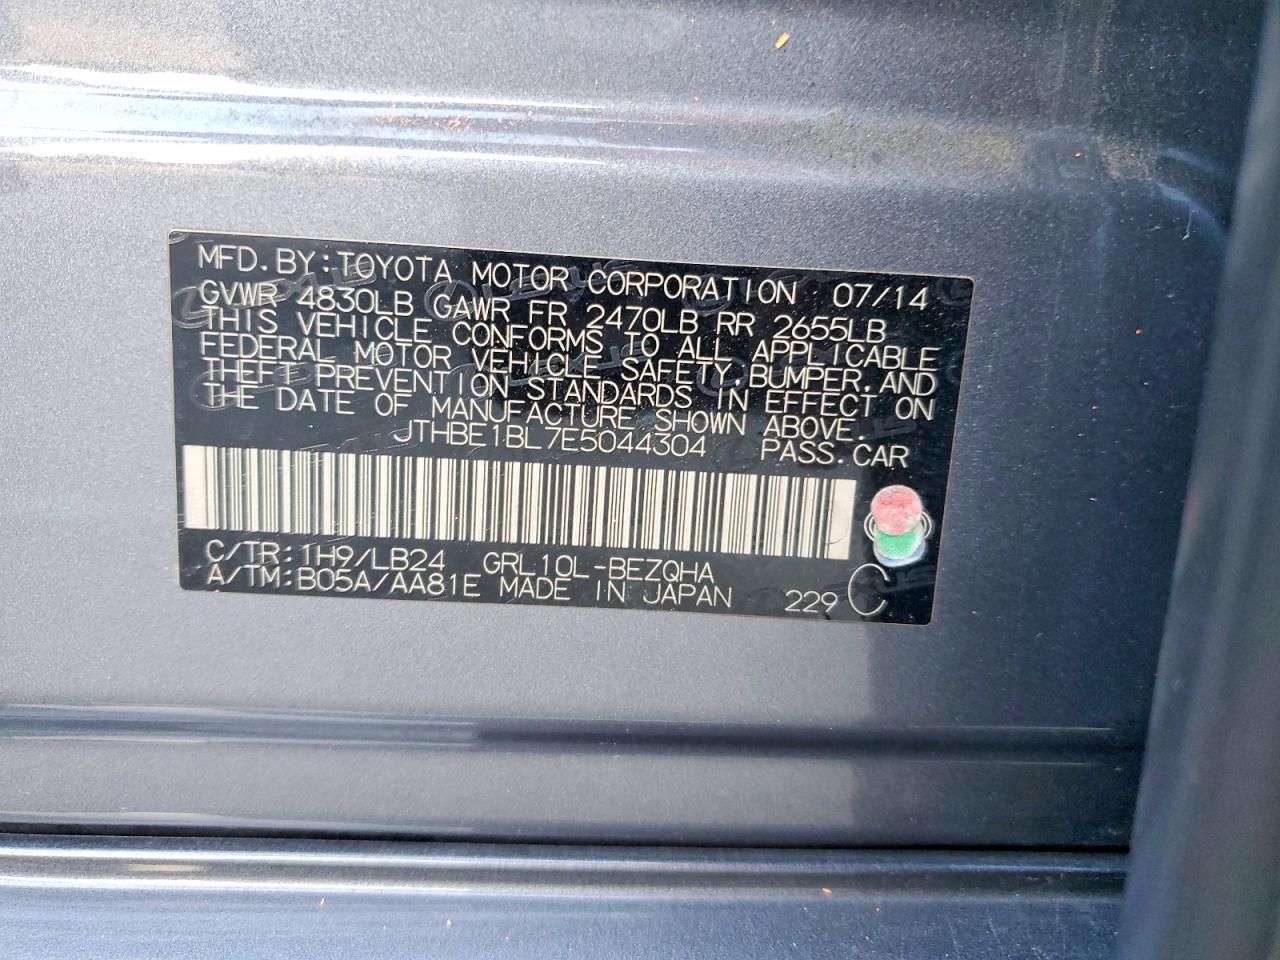 MFD.BY:TOYOTA MOTOR CORPORATION 07/14
GVWR 4830LB GAWR FR 2470LB RR 2655LB
THIS VEHICLE CONFORMS TO ALL APPLICABLE
FEDERAL MOTOR VEHICLE SAFETY,BUMPER,AND
THEFT PREVENTION STANDARDS IN EFFECT ON
THE DATE OF MANUFACTURE SHOWN ABOVE.
JTHBE1BL7E5044304 PASS.CAR
C/TR:1H9/LB24 GRL10L-BEZQHA
A/TM:B05A/AA81E MADE IN JAPAN 229 C